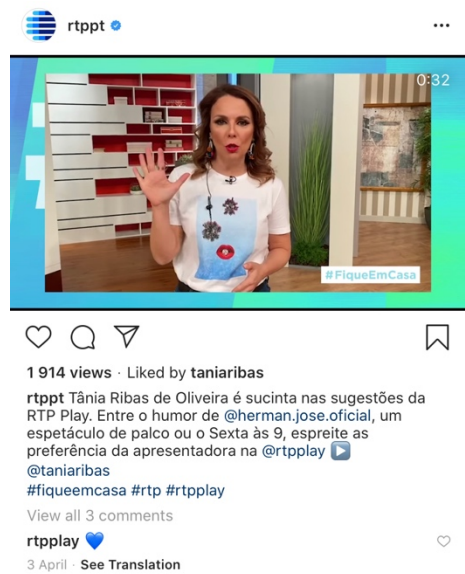 rtppt
0:32
#FiqueEmCasa
1 914 views · Liked by taniaribas
rtppt Tânia Ribas de Oliveira é sucinta nas sugestões da
RTP Play. Entre o humor de @herman.jose.oficial, um
espetáculo de palco ou o Sexta às 9, espreite as
preferência da apresentadora na @rtpplay ▶️
@taniaribas
#fiqueemcasa #rtp #rtpplay
View all 3 comments
rtpplay 💙
3 April · See Translation